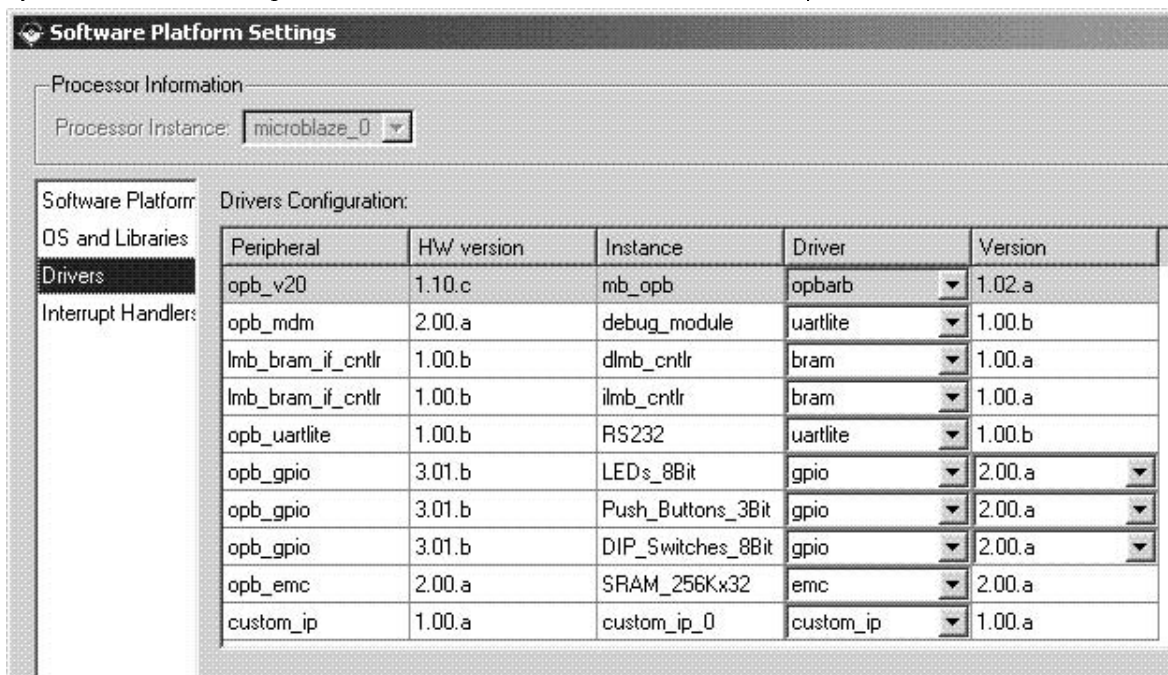 Software Platform Settings
Processor Information
Processor Instance: microblaze_0
Software Platform
OS and Libraries
Drivers
Interrupt Handlers
Drivers Configuration:
Peripheral HW version Instance Driver Version
opb_v20 1.10.c mb_opb opbarb 1.02.a
opb_mdm 2.00.a debug_module uartlite 1.00.b
lmb_bram_if_cntlr 1.00.b dlmb_cntlr bram 1.00.a
lmb_bram_if_cntlr 1.00.b ilmb_cntlr bram 1.00.a
opb_uartlite 1.00.b RS232 uartlite 1.00.b
opb_gpio 3.01.b LEDs_8Bit gpio 2.00.a
opb_gpio 3.01.b Push_Buttons_3Bit gpio 2.00.a
opb_gpio 3.01.b DIP_Switches_8Bit gpio 2.00.a
opb_emc 2.00.a SRAM_256Kx32 emc 2.00.a
custom_ip 1.00.a custom_ip_0 custom_ip 1.00.a